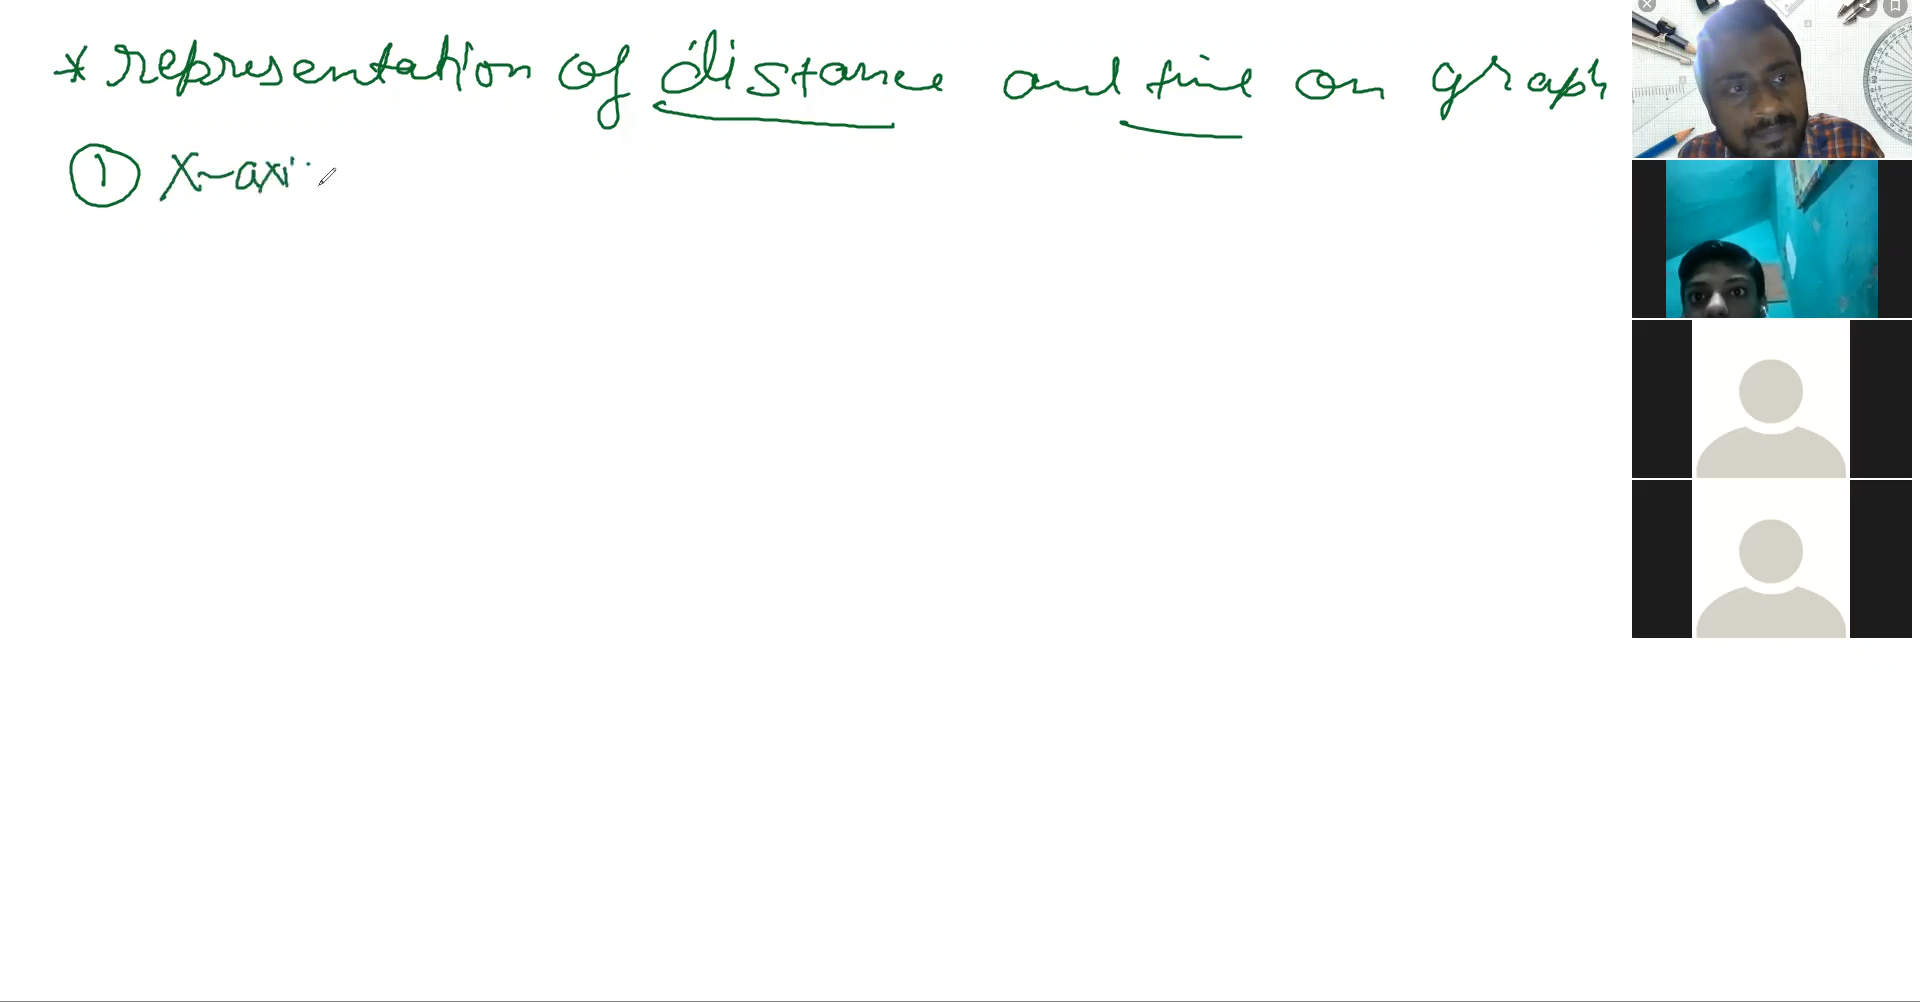 * representation of distance and time on graph
① X-axi